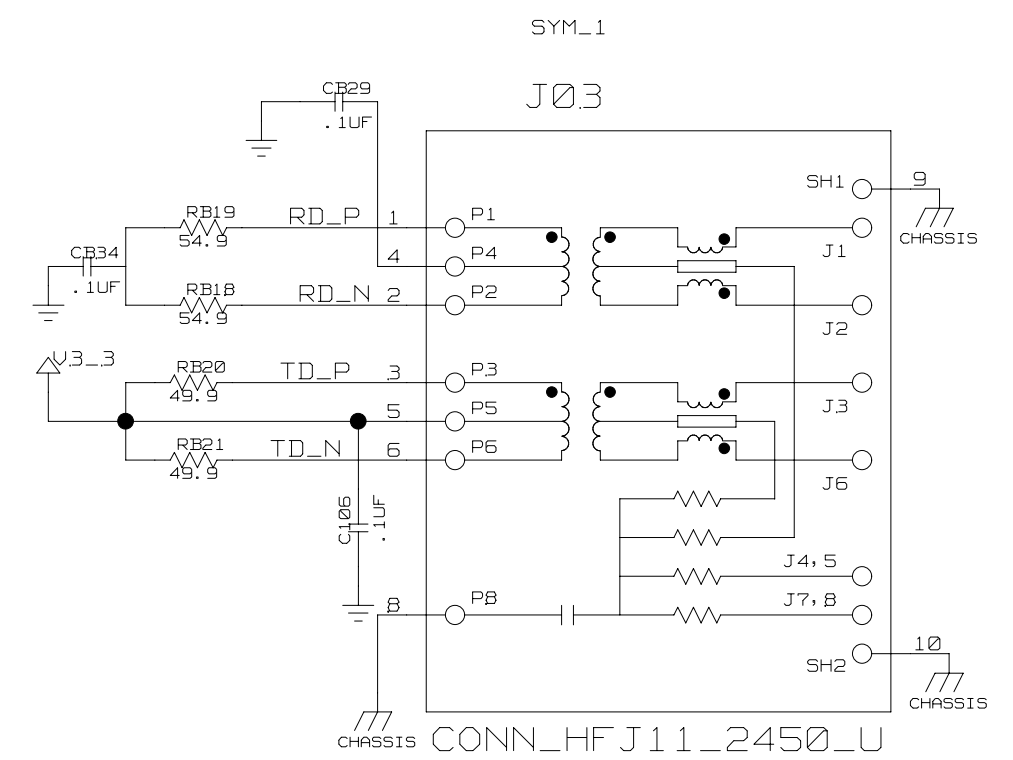 SYM_1
J03
CB29
.1UF
SH1 9
CHASSIS
RB19
54.9
RD_P 1 P1
J1
CB34
.1UF
4 P4
RB18
54.9
RD_N 2 P2
J2
V3_3
RB20
49.9
TD_P 3 P3
J3
5 P5
RB21
49.9
TD_N 6 P6
J6
C106
.1UF
J4,5
J7,8
8 P8
SH2 10
CHASSIS
CHASSIS
CONN_HFJ11_2450_U